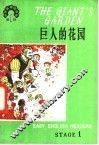 THE GIANT'S
GARDEN
巨人的花园
EASY ENGLISH READERS
STAGE 1